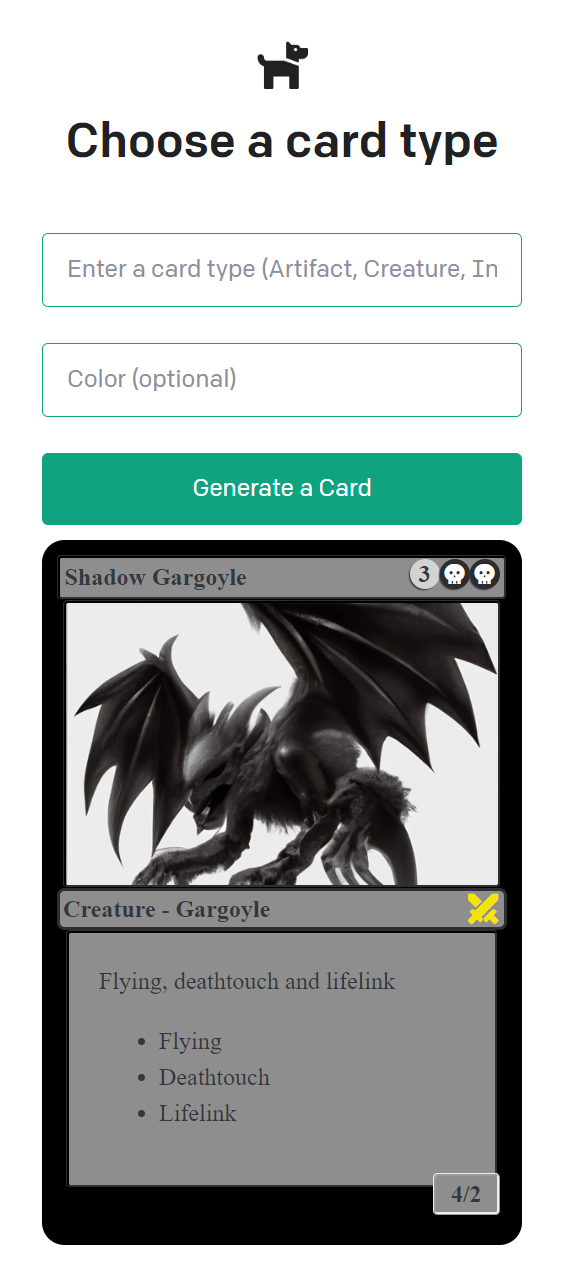 Choose a card type
Enter a card type (Artifact, Creature, In
Color (optional)
Generate a Card
Shadow Gargoyle 3
Creature - Gargoyle
Flying, deathtouch and lifelink
• Flying
• Deathtouch
• Lifelink
4/2